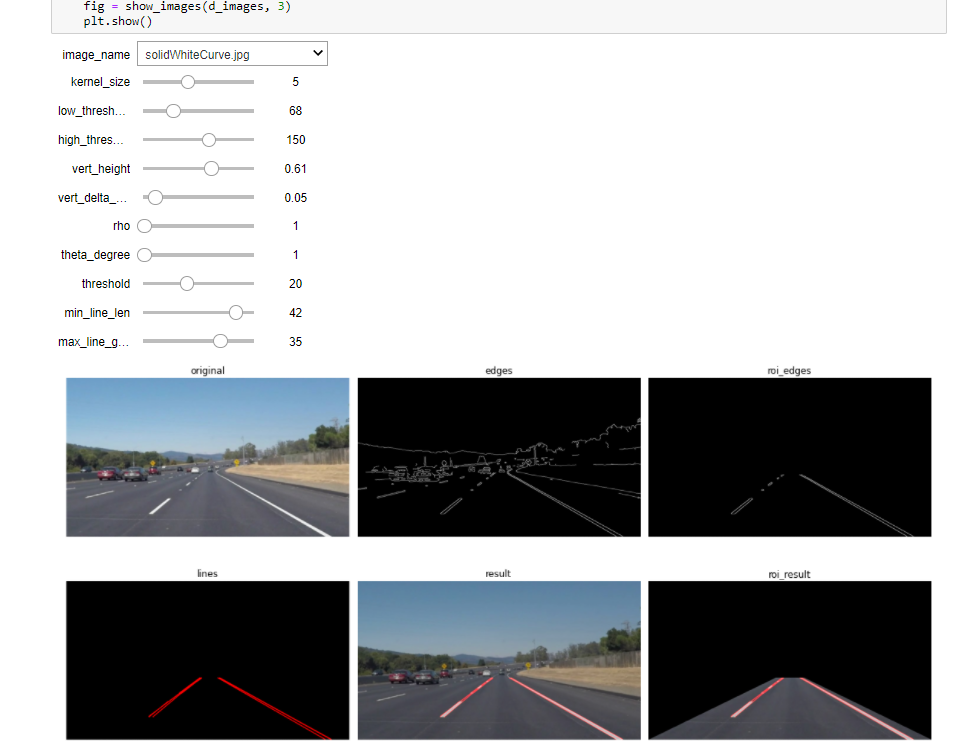 fig = show_images(d_images, 3)
plt.show()
image_name solidWhiteCurve.jpg
kernel_size 5
low_thresh... 68
high_thres... 150
vert_height 0.61
vert_delta_... 0.05
rho 1
theta_degree 1
threshold 20
min_line_len 42
max_line_g... 35
original edges roi_edges
lines result roi_result